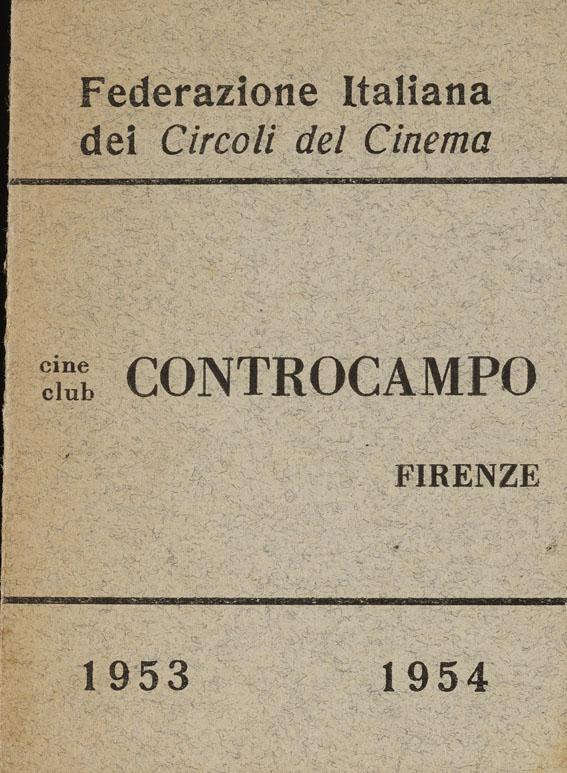 Federazione Italiana
dei Circoli del Cinema
cine
club CONTROCAMPO
FIRENZE
1953 1954